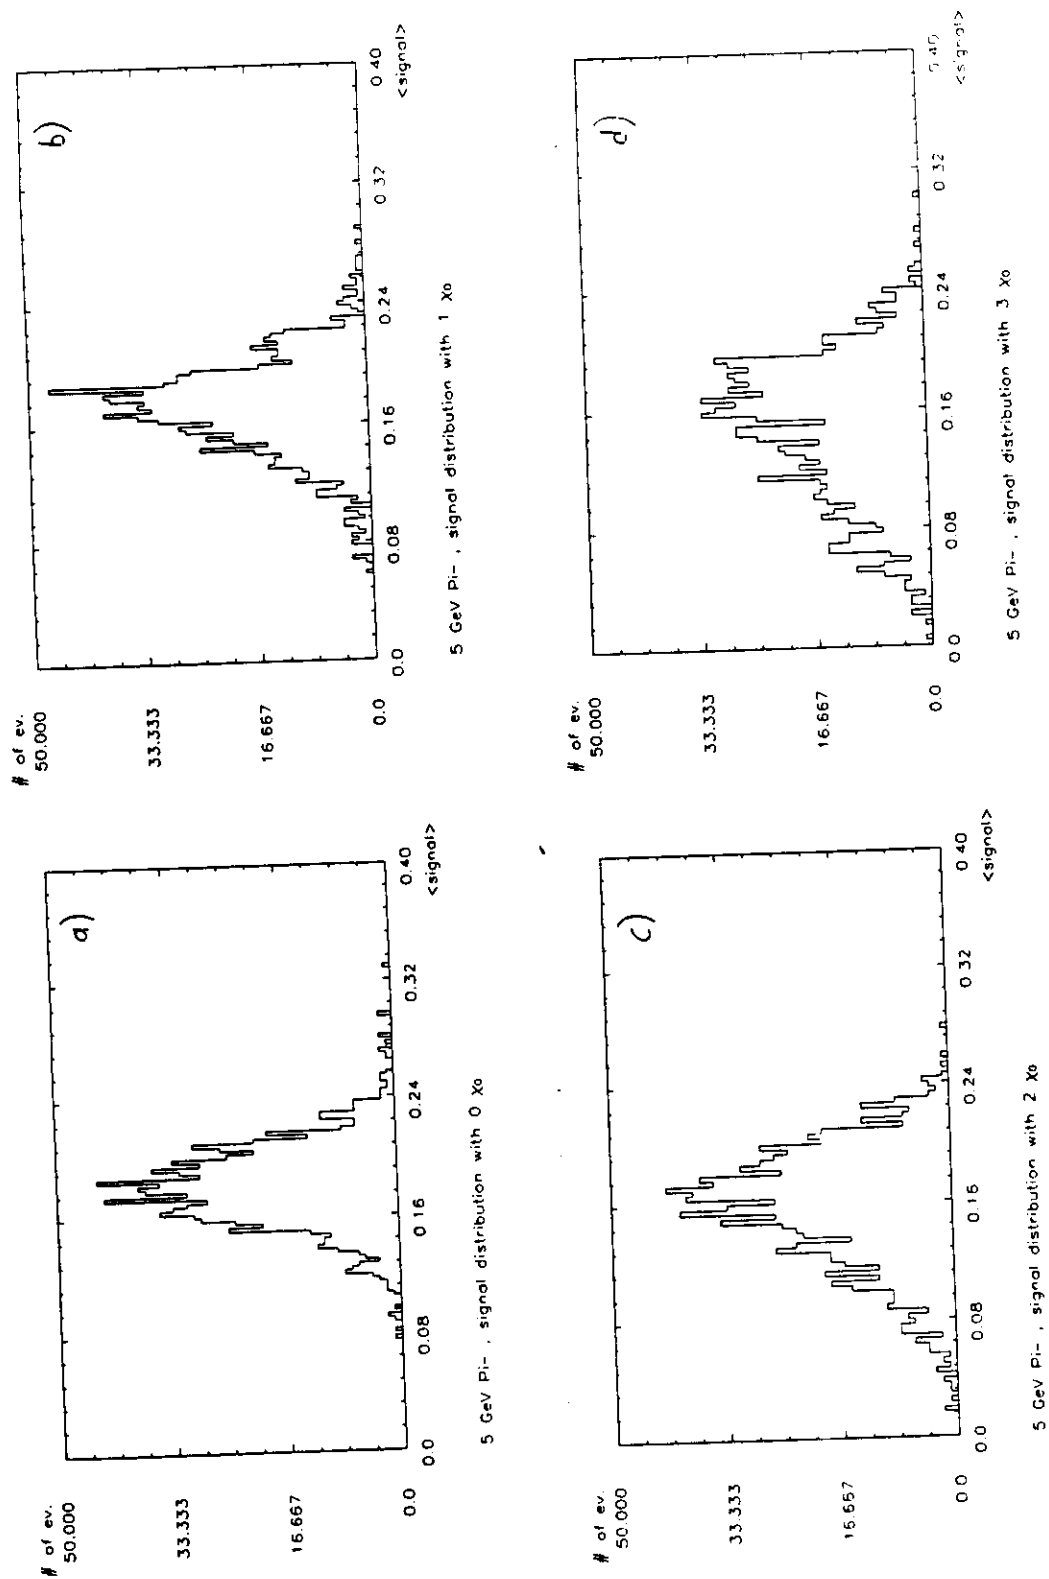 a)
# of ev.
50.000
33.333
16.667
0.0
0.0
0.08
0.16
0.24
0.32
0.40
<signal>
5 GeV Pi- , signal distribution with 0 Xo
b)
# of ev.
50.000
33.333
16.667
0.0
0.0
0.08
0.16
0.24
0.32
0.40
<signal>
5 GeV Pi- , signal distribution with 1 Xo
c)
# of ev.
50.000
33.333
16.667
0.0
0.0
0.08
0.16
0.24
0.32
0.40
<signal>
5 GeV Pi- , signal distribution with 2 Xo
d)
# of ev.
50.000
33.333
16.667
0.0
0.0
0.08
0.16
0.24
0.32
0.40
<signal>
5 GeV Pi- , signal distribution with 3 Xo